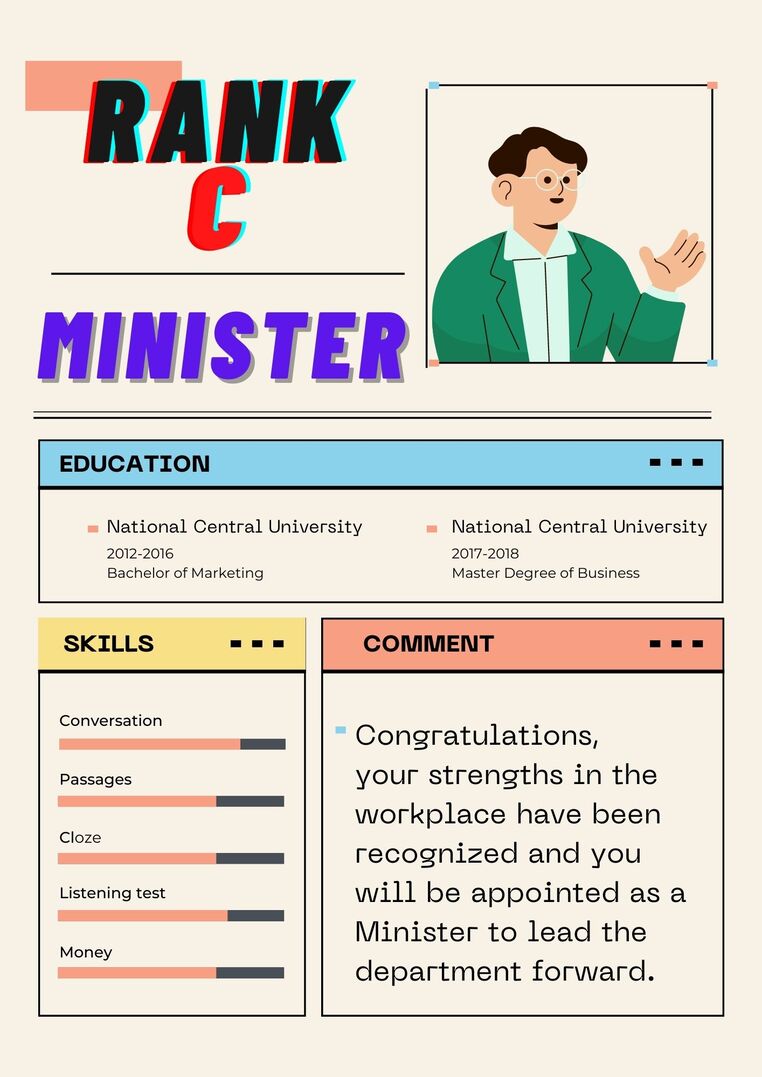 RANK
C
MINISTER
EDUCATION
National Central University
2012-2016
Bachelor of Marketing
National Central University
2017-2018
Master Degree of Business
SKILLS
Conversation
Passages
Cloze
Listening test
Money
COMMENT
Congratulations,
your strengths in the
workplace have been
recognized and you
will be appointed as a
Minister to lead the
department forward.